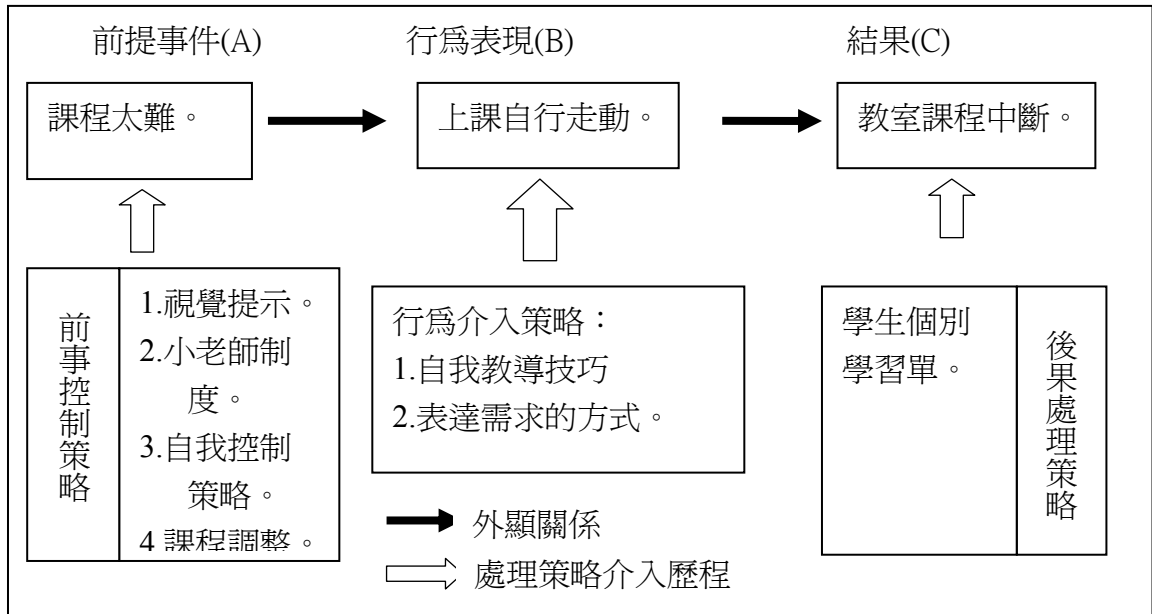 前提事件(A) 行為表現(B) 結果(C)
課程太難。
上課自行走動。
教室課程中斷。
前事控制策略
1.視覺提示。
2.小老師制
度。
3.自我控制
策略。
4 課程調整。
行為介入策略：
1.自我教導技巧
2.表達需求的方式。
學生個別
學習單。
後果處理策略
外顯關係
處理策略介入歷程